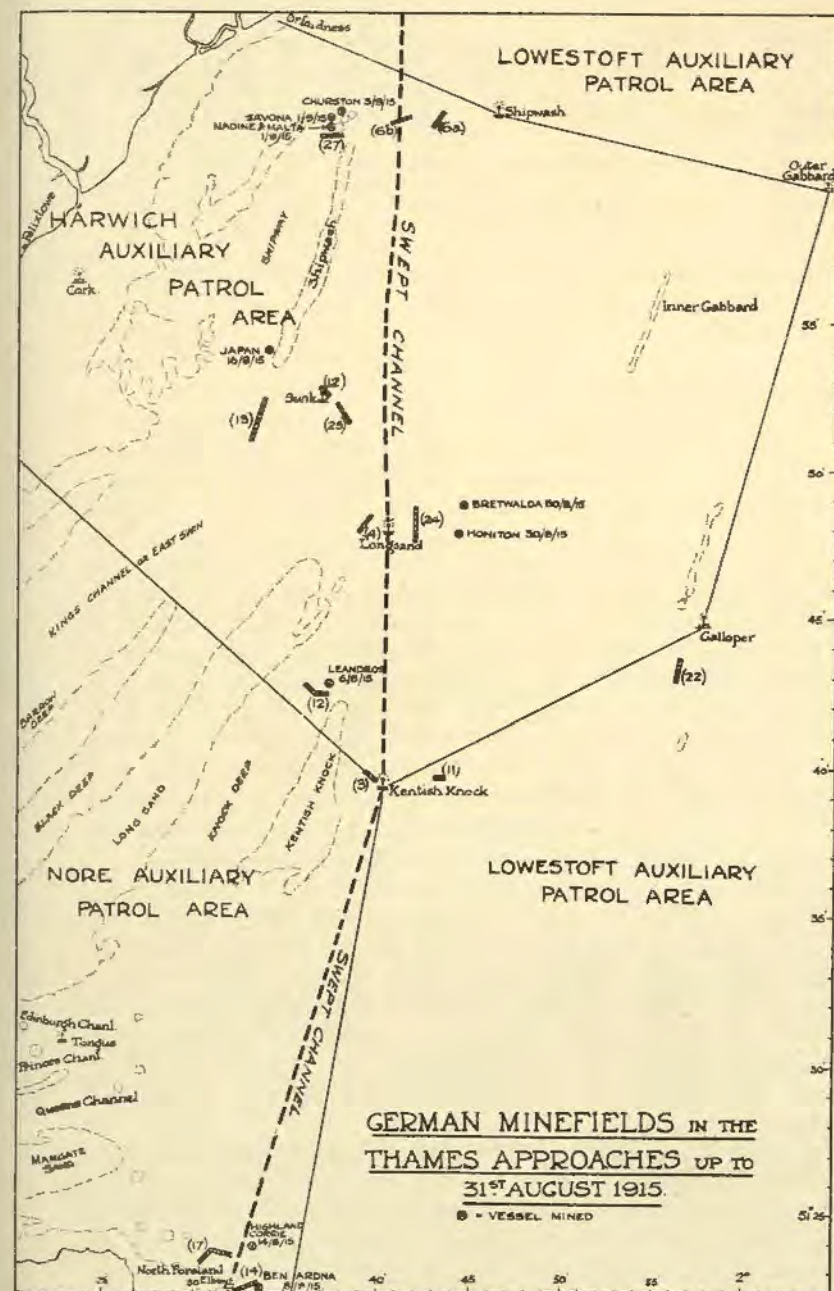 Orfordness
LOWESTOFT AUXILIARY
PATROL AREA
CHURSTON 3/9/15
SAVONA 1/9/15
NADINE & MALTA
1/9/15
(27)
(6b)
(6a)
Shipwash
Outer
Gabbard
Felixtowe
HARWICH
AUXILIARY
PATROL
AREA
SHIPWAY
Shipwash
SWEPT CHANNEL
Cork
Inner Gabbard
55'
JAPAN
16/8/15
(12)
Sunk
(13)
(25)
50'
BRETWALDA 30/8/15
(24)
HONITON 30/8/15
(4)
Longsand
KINGS CHANNEL OR EAST SWIN
45'
Galloper
LEANDROS
6/8/15
(22)
(12)
BARROW
DEEP
BLACK DEEP
LONG SAND
KNOCK DEEP
KENTISH KNOCK
(3)
(11)
40'
Kentish Knock
NORE AUXILIARY
PATROL AREA
LOWESTOFT AUXILIARY
PATROL AREA
35'
SWEPT CHANNEL
Edinburgh Chanl.
Tongue
Princes Chanl.
30'
Queens Channel
MARGATE
SAND
GERMAN MINEFIELDS IN THE
THAMES APPROACHES UP TO
31ST AUGUST 1915.
= VESSEL MINED
51° 25'
HIGHLAND
CORRIE
(17)
North Foreland
Elbow
(14)
BEN ARDNA
25
30
40'
55
2°